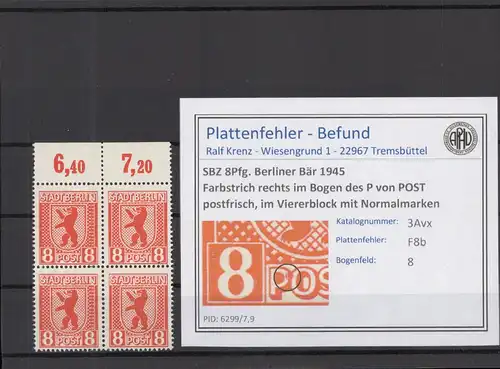 6,40 7,20
STADT BERLIN STADT BERLIN
8 POST 8 8 POST 8
STADT BERLIN STADT BERLIN
8 POST 8 8 POST 8
Plattenfehler - Befund
Ralf Krenz - Wiesengrund 1 - 22967 Tremsbüttel
SBZ 8Pfg. Berliner Bär 1945
Farbstrich rechts im Bogen des P von POST
postfrisch, im Viererblock mit Normalmarken
Katalognummer: 3Avx
Plattenfehler: F8b
Bogenfeld: 8
8 POS
PID: 6299/7,9